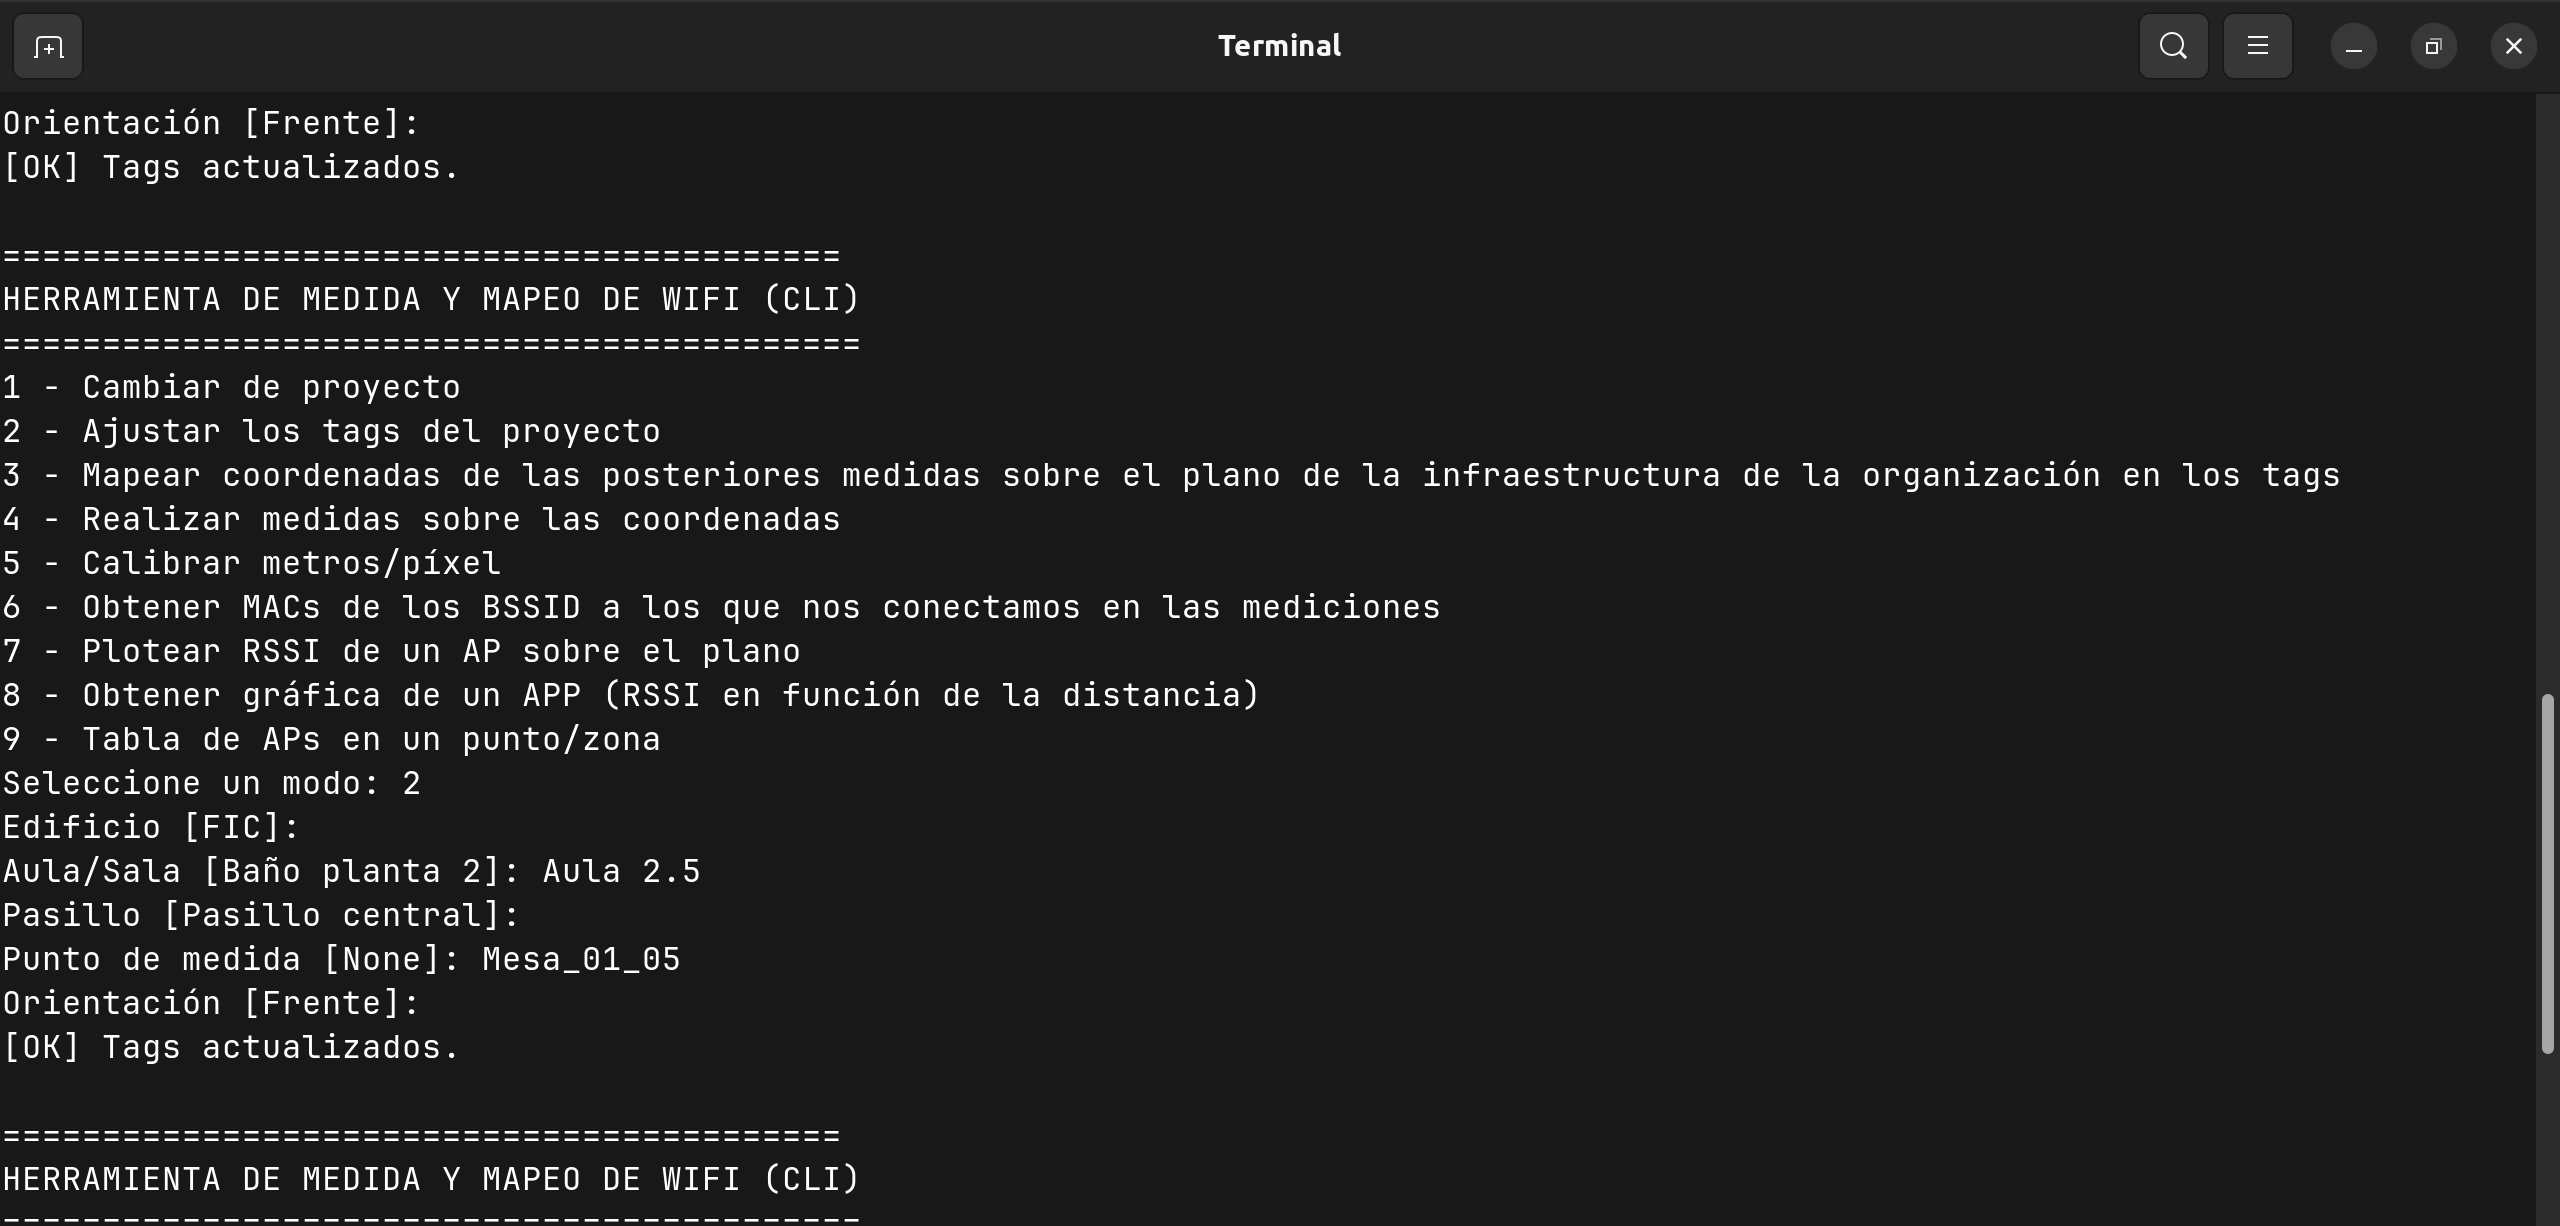 Terminal
Orientación [Frente]:
[OK] Tags actualizados.
==========================================
HERRAMIENTA DE MEDIDA Y MAPEO DE WIFI (CLI)
===========================================
1 - Cambiar de proyecto
2 - Ajustar los tags del proyecto
3 - Mapear coordenadas de las posteriores medidas sobre el plano de la infraestructura de la organización en los tags
4 - Realizar medidas sobre las coordenadas
5 - Calibrar metros/píxel
6 - Obtener MACs de los BSSID a los que nos conectamos en las mediciones
7 - Plotear RSSI de un AP sobre el plano
8 - Obtener gráfica de un APP (RSSI en función de la distancia)
9 - Tabla de APs en un punto/zona
Seleccione un modo: 2
Edificio [FIC]:
Aula/Sala [Baño planta 2]: Aula 2.5
Pasillo [Pasillo central]:
Punto de medida [None]: Mesa_01_05
Orientación [Frente]:
[OK] Tags actualizados.
==========================================
HERRAMIENTA DE MEDIDA Y MAPEO DE WIFI (CLI)
===========================================